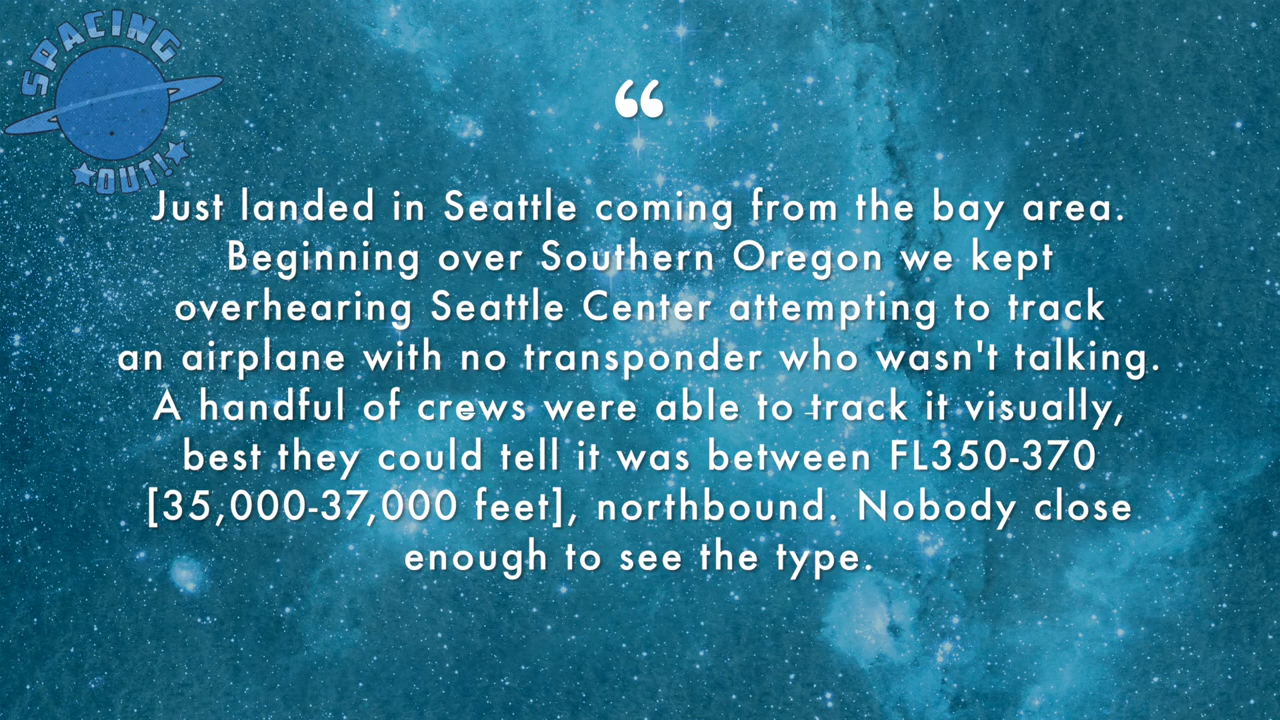 SPACING
OUT!
“
Just landed in Seattle coming from the bay area.
Beginning over Southern Oregon we kept
overhearing Seattle Center attempting to track
an airplane with no transponder who wasn't talking.
A handful of crews were able to track it visually,
best they could tell it was between FL350-370
[35,000-37,000 feet], northbound. Nobody close
enough to see the type.